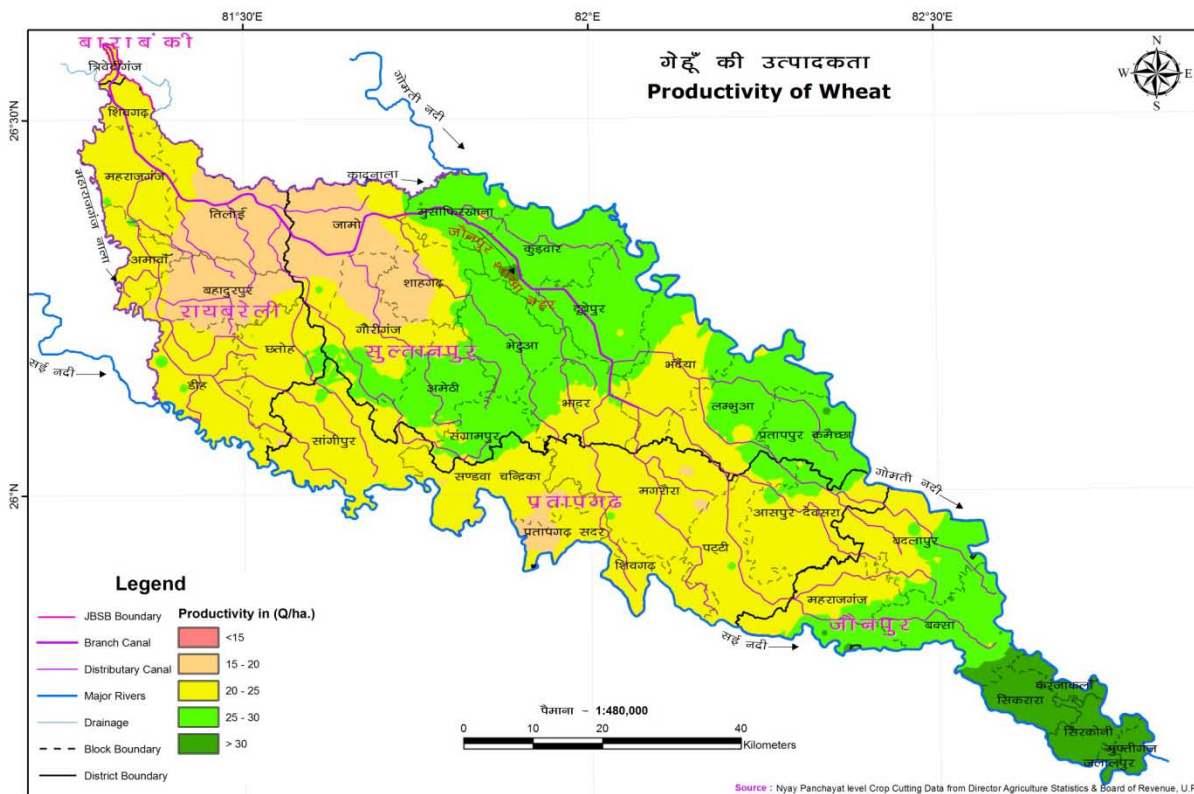 81°30'E
82°E
82°30'E
बाराबंकी
गेहूँ की उत्पादकता
Productivity of Wheat
N
W
E
S
त्रिवेदीगंज
गोमती नदी
26°30'N
शिवगढ़
महराजगंज
कादूनाला
महाराजगंज नाला
तिलोई
जामो
मुसाफिरखाना
कुड़वार
जौनपुर
अमावाँ
बहादुरपुर
शाहगढ़
दूबेपुर
रायबरेली
गौरीगंज
सुल्तानपुर
भेटुआ
छतोह
सई नदी
डीह
अमेठी
भदैंया
भादर
लम्भुआ
सांगीपुर
संग्रामपुर
प्रतापपुर कमैच्छा
सण्डवा चन्द्रिका
26°N
मगरौरा
गोमती नदी
प्रतापगढ़
आसपुर देवसरा
प्रतापगढ़ सदर
पट्टी
बदलापुर
शिवगढ़
महराजगंज
जौनपुर
बक्सा
सई नदी
करंजाकला
सिकरारा
सिरकोनी
मुफ्तीगंज
जलालपुर
Legend
JBSB Boundary
Branch Canal
Distributary Canal
Major Rivers
Drainage
Block Boundary
District Boundary
Productivity in (Q/ha.)
<15
15 - 20
20 - 25
25 - 30
> 30
पैमाना - 1:480,000
0 10 20 40
Kilometers
Source : Nyay Panchayat level Crop Cutting Data from Director Agriculture Statistics & Board of Revenue, U.P